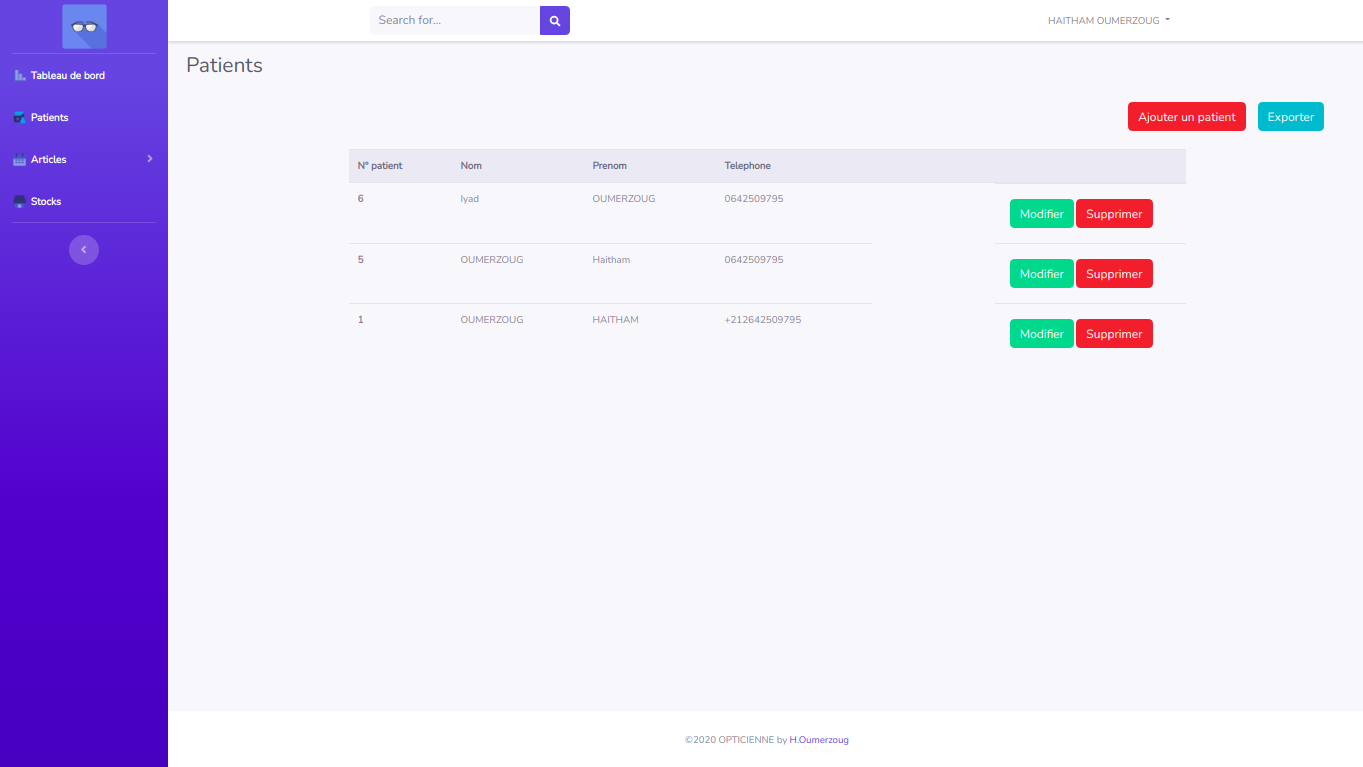 Search for...
HAITHAM OUMERZOUG
Tableau de bord
Patients
Articles
Stocks
Patients
Ajouter un patient Exporter
N° patient Nom Prenom Telephone
6 Iyad OUMERZOUG 0642509795 Modifier Supprimer
5 OUMERZOUG Haitham 0642509795 Modifier Supprimer
1 OUMERZOUG HAITHAM +212642509795 Modifier Supprimer
©2020 OPTICIENNE by H.Oumerzoug